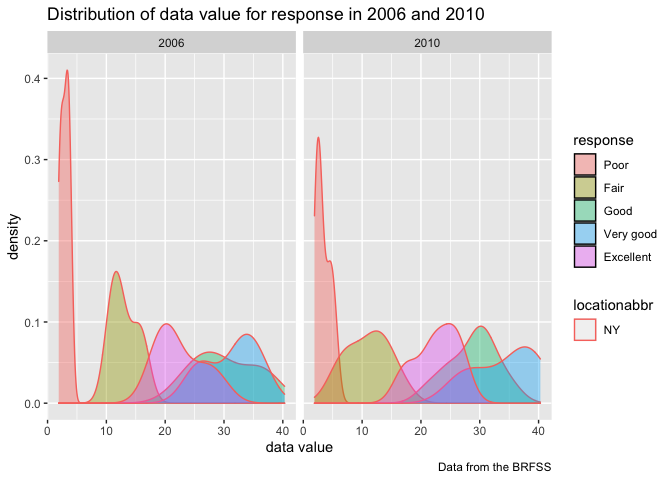 Distribution of data value for response in 2006 and 2010
2006
2010
0.4
0.3
0.2
0.1
0.0
density
0
10
20
30
40
0
10
20
30
40
data value
response
Poor
Fair
Good
Very good
Excellent
locationabbr
NY
Data from the BRFSS